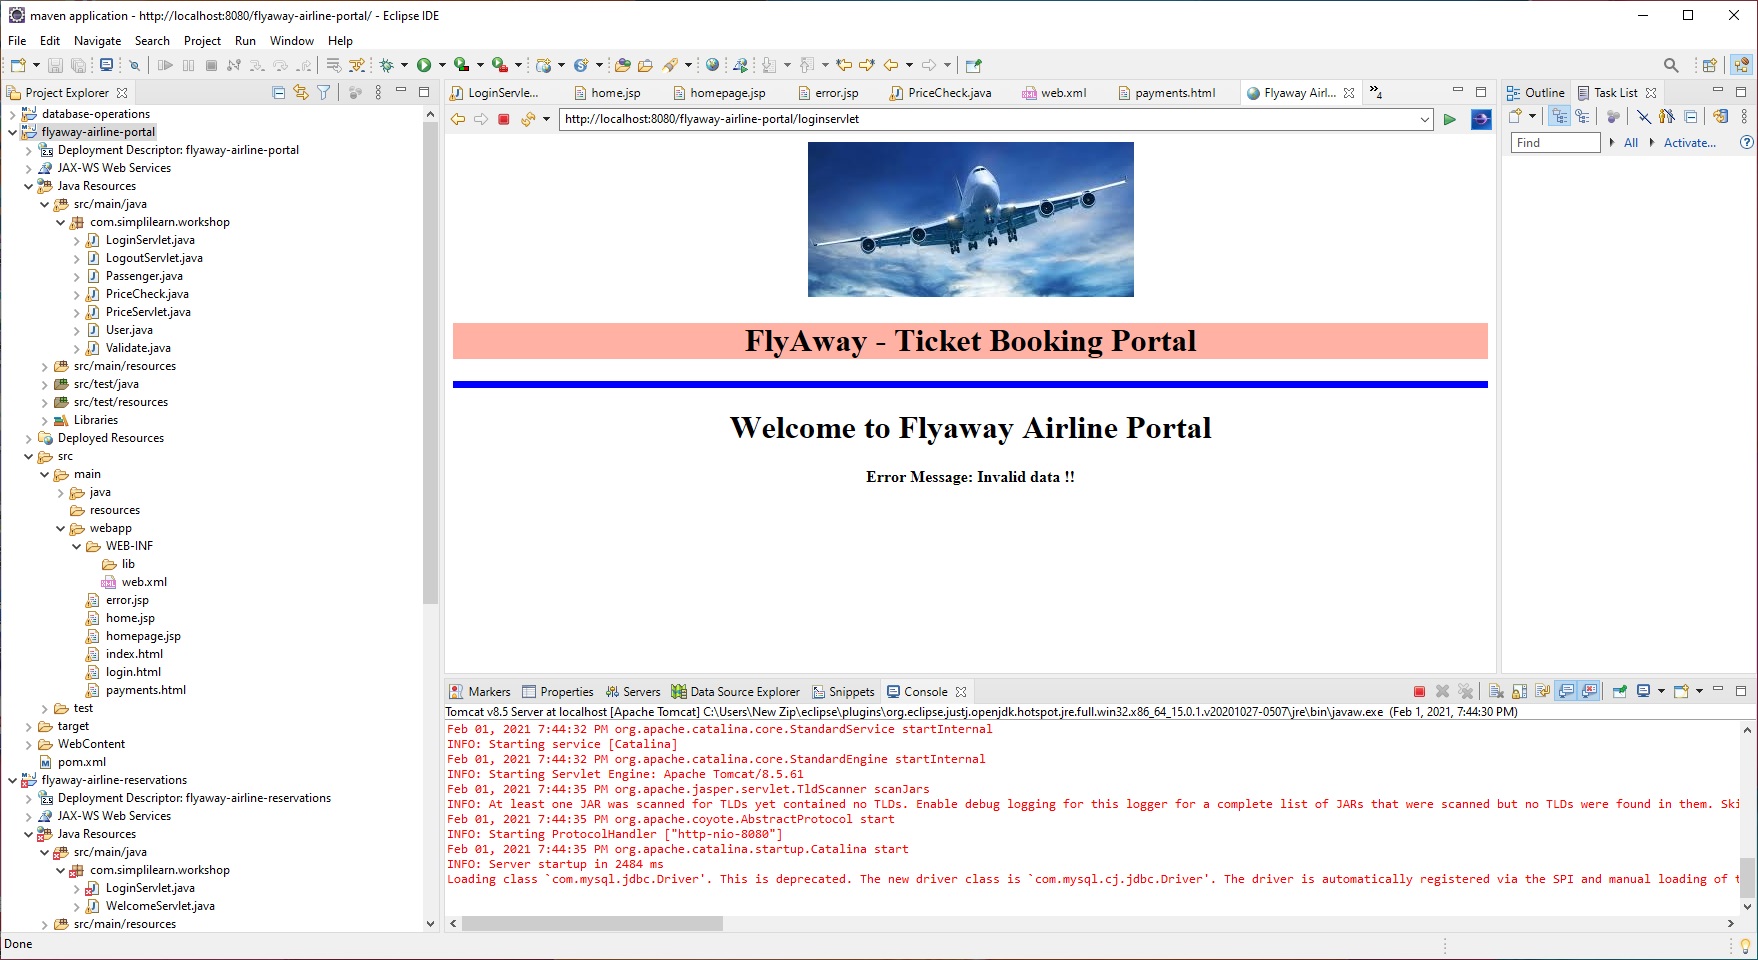 maven application - http://localhost:8080/flyaway-airline-portal/ - Eclipse IDE
File Edit Navigate Search Project Run Window Help
Project Explorer
database-operations
flyaway-airline-portal
Deployment Descriptor: flyaway-airline-portal
JAX-WS Web Services
Java Resources
src/main/java
com.simplilearn.workshop
LoginServlet.java
LogoutServlet.java
Passenger.java
PriceCheck.java
PriceServlet.java
User.java
Validate.java
src/main/resources
src/test/java
src/test/resources
Libraries
Deployed Resources
src
main
java
resources
webapp
WEB-INF
lib
web.xml
error.jsp
home.jsp
homepage.jsp
index.html
login.html
payments.html
test
target
WebContent
pom.xml
flyaway-airline-reservations
Deployment Descriptor: flyaway-airline-reservations
JAX-WS Web Services
Java Resources
src/main/java
com.simplilearn.workshop
LoginServlet.java
WelcomeServlet.java
src/main/resources
LoginServle... home.jsp homepage.jsp error.jsp PriceCheck.java web.xml payments.html Flyaway Airl... »4
http://localhost:8080/flyaway-airline-portal/loginservlet
FlyAway - Ticket Booking Portal
Welcome to Flyaway Airline Portal
Error Message: Invalid data !!
Outline Task List
Find All Activate...
Markers Properties Servers Data Source Explorer Snippets Console
Tomcat v8.5 Server at localhost [Apache Tomcat] C:\Users\New Zip\eclipse\plugins\org.eclipse.justj.openjdk.hotspot.jre.full.win32.x86_64_15.0.1.v20201027-0507\jre\bin\javaw.exe (Feb 1, 2021, 7:44:30 PM)
Feb 01, 2021 7:44:32 PM org.apache.catalina.core.StandardService startInternal
INFO: Starting service [Catalina]
Feb 01, 2021 7:44:32 PM org.apache.catalina.core.StandardEngine startInternal
INFO: Starting Servlet Engine: Apache Tomcat/8.5.61
Feb 01, 2021 7:44:35 PM org.apache.jasper.servlet.TldScanner scanJars
INFO: At least one JAR was scanned for TLDs yet contained no TLDs. Enable debug logging for this logger for a complete list of JARs that were scanned but no TLDs were found in them. Ski
Feb 01, 2021 7:44:35 PM org.apache.coyote.AbstractProtocol start
INFO: Starting ProtocolHandler ["http-nio-8080"]
Feb 01, 2021 7:44:35 PM org.apache.catalina.startup.Catalina start
INFO: Server startup in 2484 ms
Loading class `com.mysql.jdbc.Driver'. This is deprecated. The new driver class is `com.mysql.cj.jdbc.Driver'. The driver is automatically registered via the SPI and manual loading of t
Done